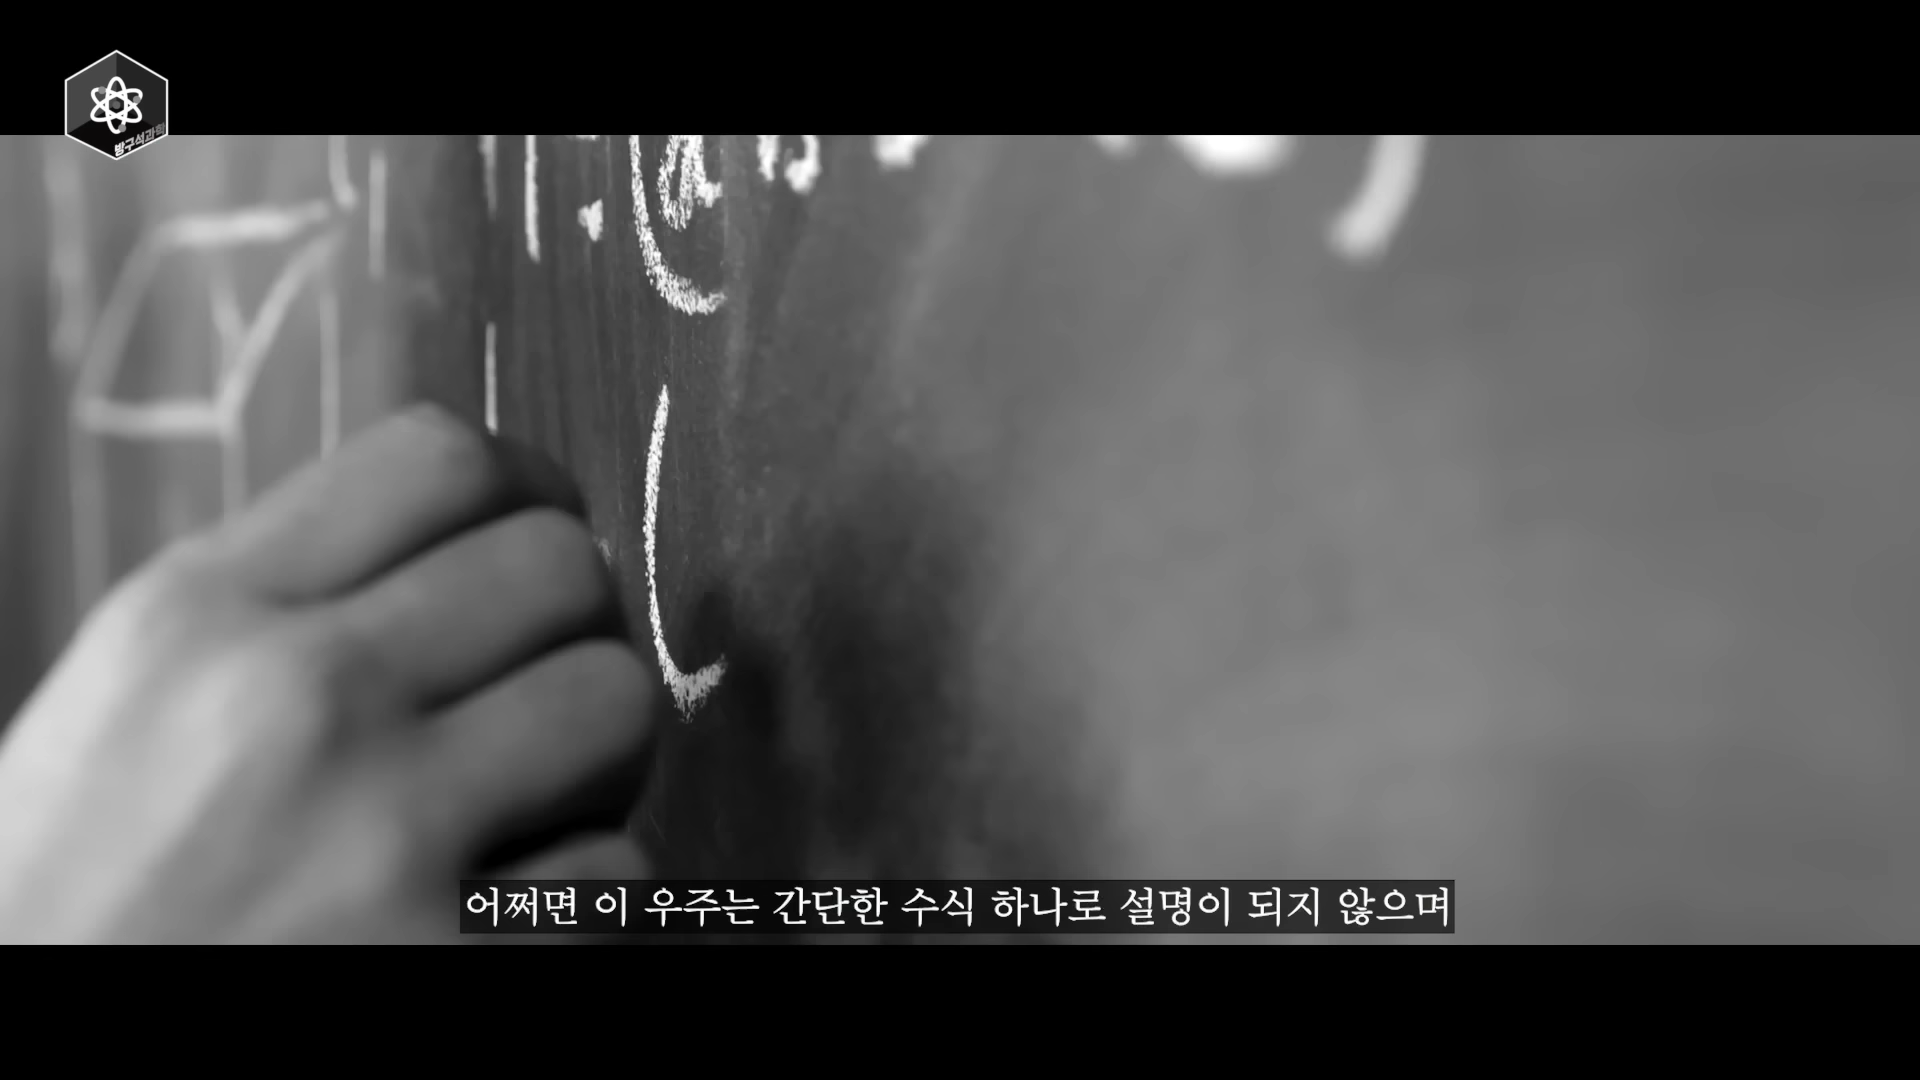 방구석과학
어쩌면 이 우주는 간단한 수식 하나로 설명이 되지 않으며